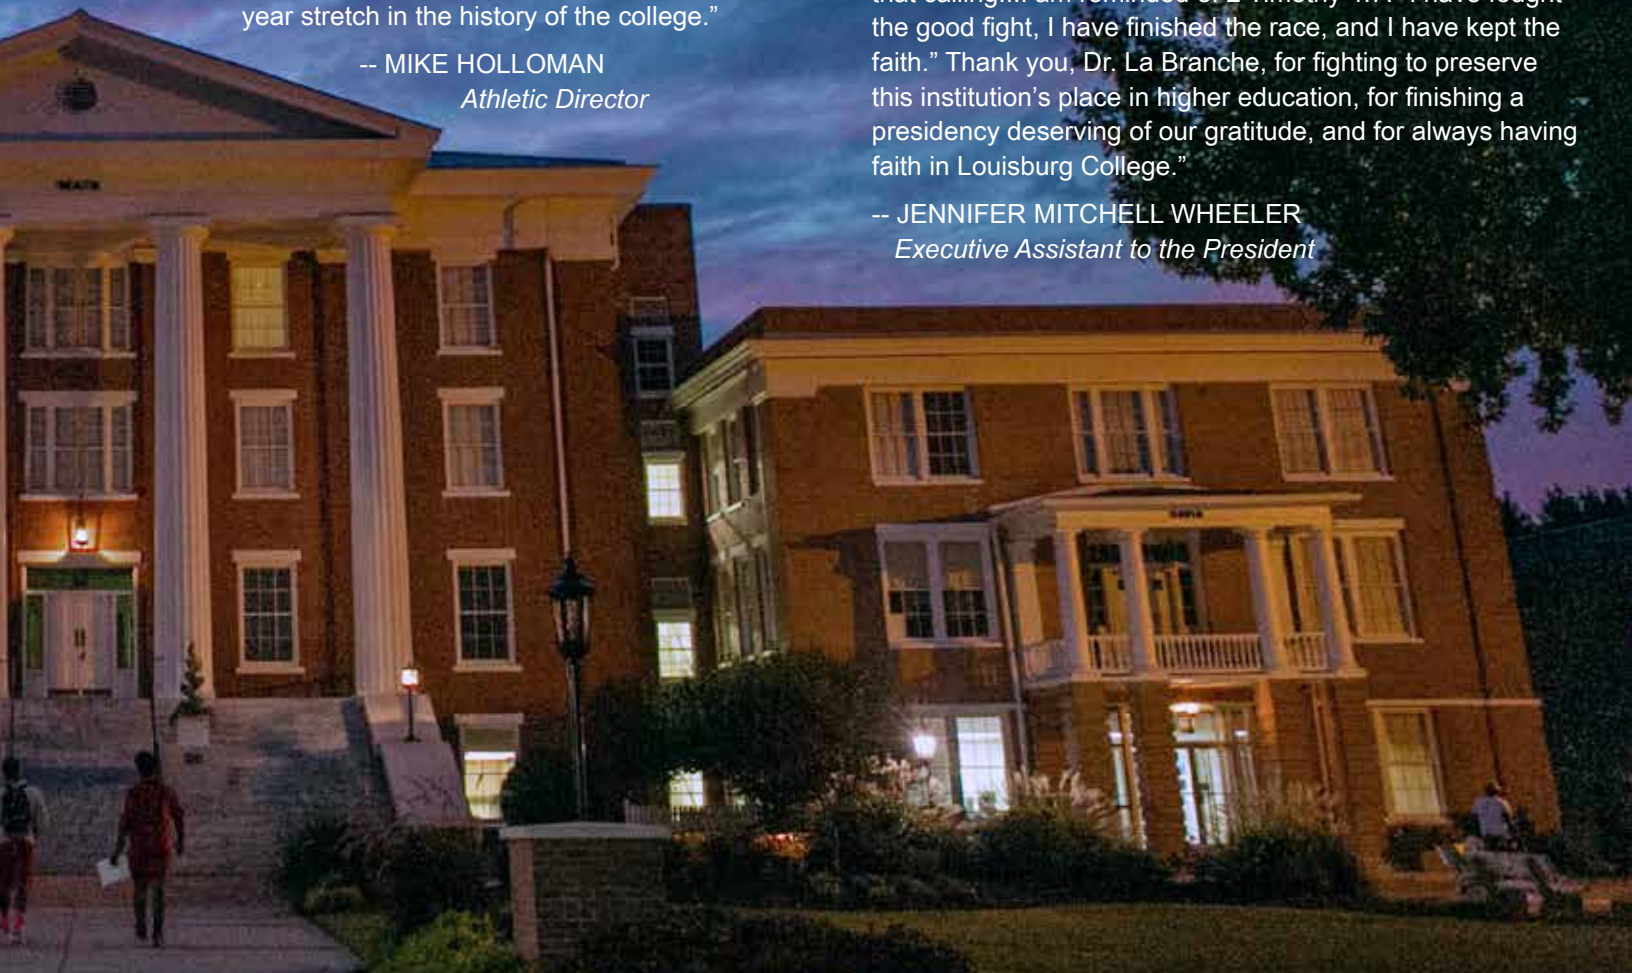 year stretch in the history of the college.”
-- MIKE HOLLOMAN
Athletic Director
the good fight, I have finished the race, and I have kept the
faith.” Thank you, Dr. La Branche, for fighting to preserve
this institution’s place in higher education, for finishing a
presidency deserving of our gratitude, and for always having
faith in Louisburg College.”
-- JENNIFER MITCHELL WHEELER
Executive Assistant to the President